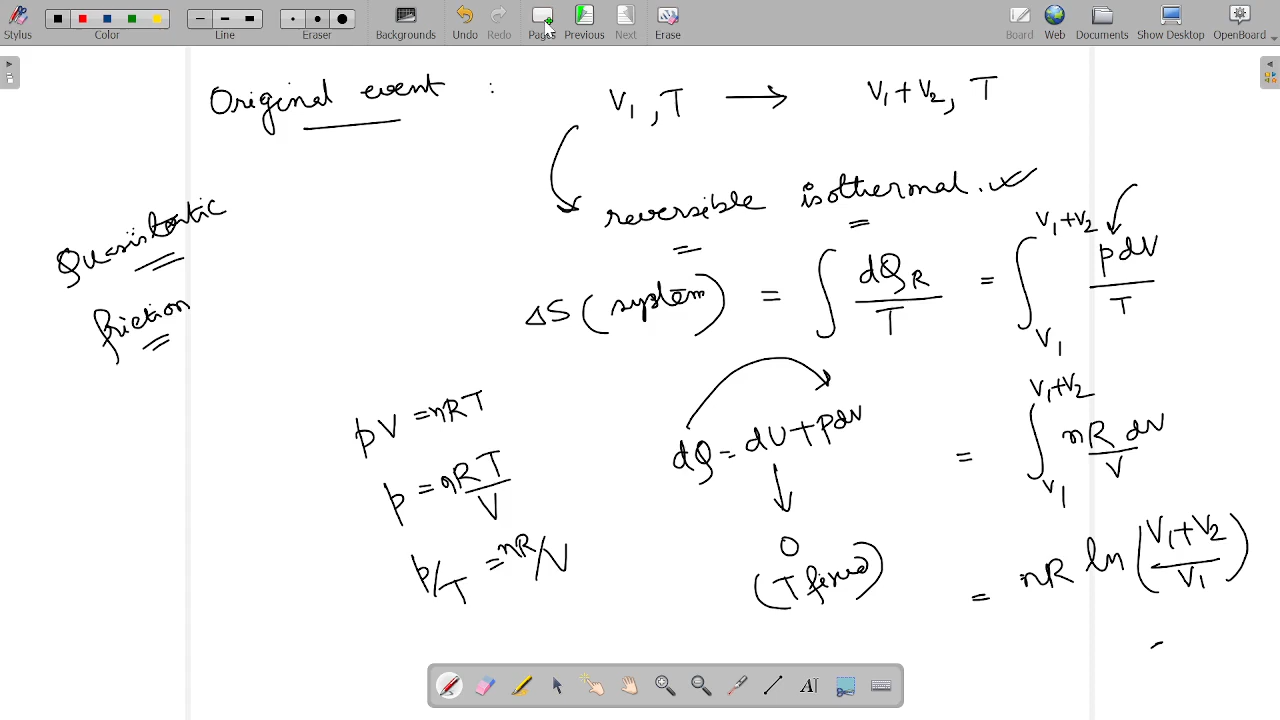 Stylus Color Line Eraser Backgrounds Undo Redo Pages Previous Next Erase Board Web Documents Show Desktop OpenBoard
Original event : V₁, T → V₁+V₂, T
reversible isothermal. ✓
Quasistatic
friction
ΔS (system) = ∫ dQ_R/T = ∫_{V₁}^{V₁+V₂} pdV/T
pV = nRT
p = nRT/V
p/T = nR/V
dQ = dU + pdV
0
(T fixed)
= ∫_{V₁}^{V₁+V₂} nR dV/V
= nR ln (V₁+V₂/V₁)
AI